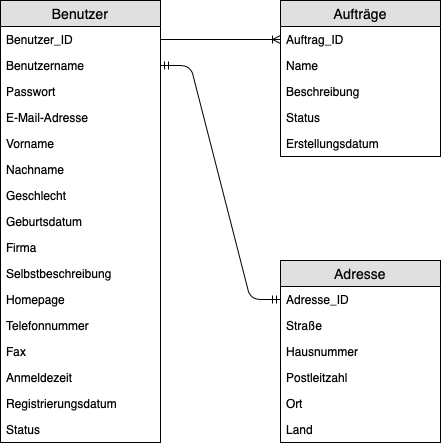 Benutzer
Benutzer_ID
Benutzername
Passwort
E-Mail-Adresse
Vorname
Nachname
Geschlecht
Geburtsdatum
Firma
Selbstbeschreibung
Homepage
Telefonnummer
Fax
Anmeldezeit
Registrierungsdatum
Status
Aufträge
Auftrag_ID
Name
Beschreibung
Status
Erstellungsdatum
Adresse
Adresse_ID
Straße
Hausnummer
Postleitzahl
Ort
Land